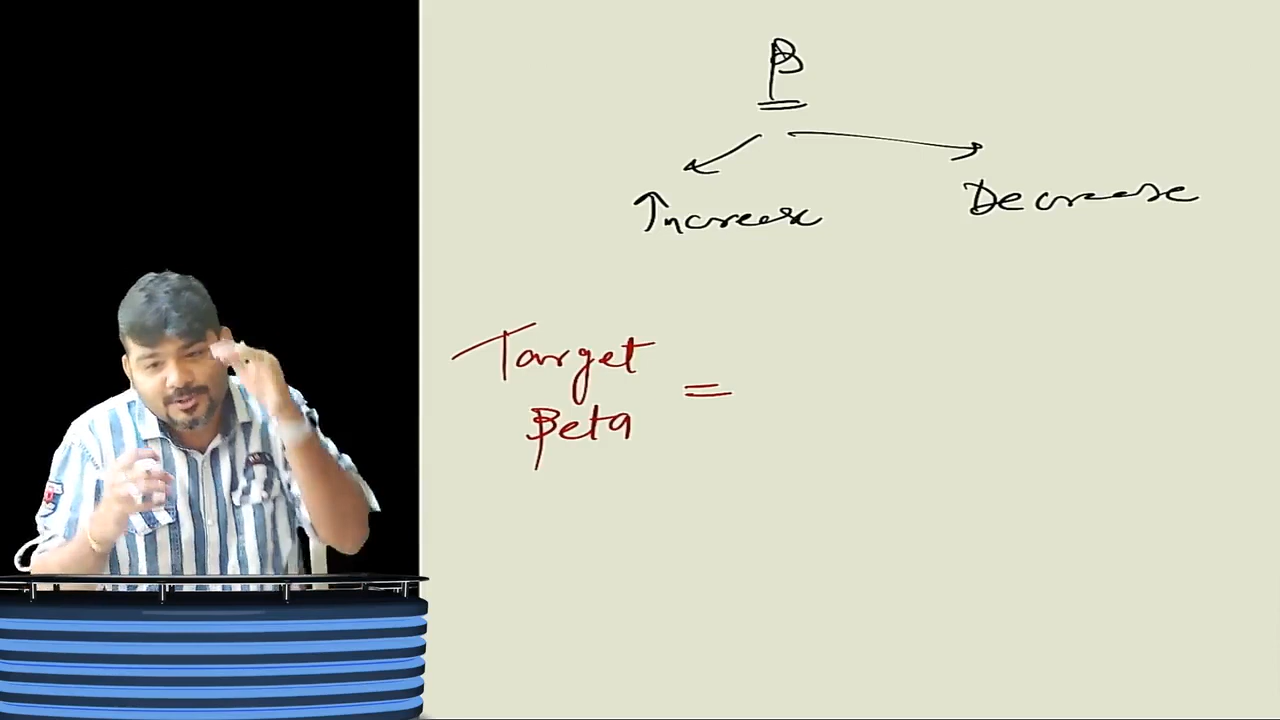 β
Increase Decrease
Target
Beta =